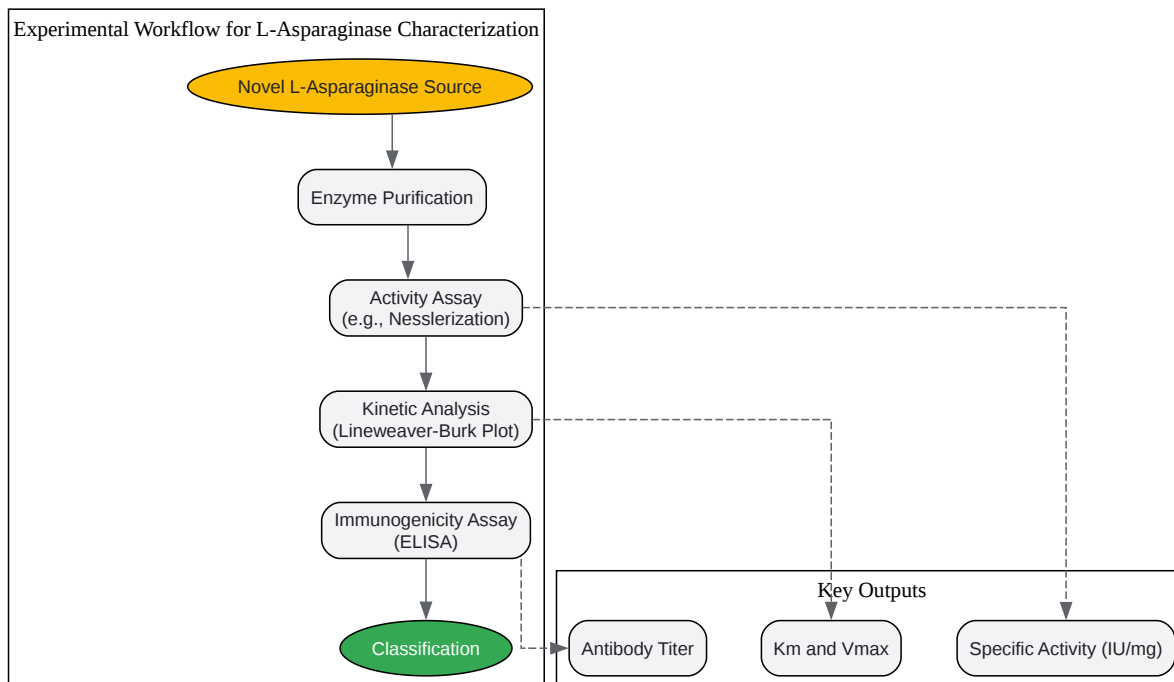 Experimental Workflow for L-Asparaginase Characterization
Novel L-Asparaginase Source
Enzyme Purification
Activity Assay
(e.g., Nesslerization)
Kinetic Analysis
(Lineweaver-Burk Plot)
Immunogenicity Assay
(ELISA)
Classification
Key Outputs
Antibody Titer
Km and Vmax
Specific Activity (IU/mg)